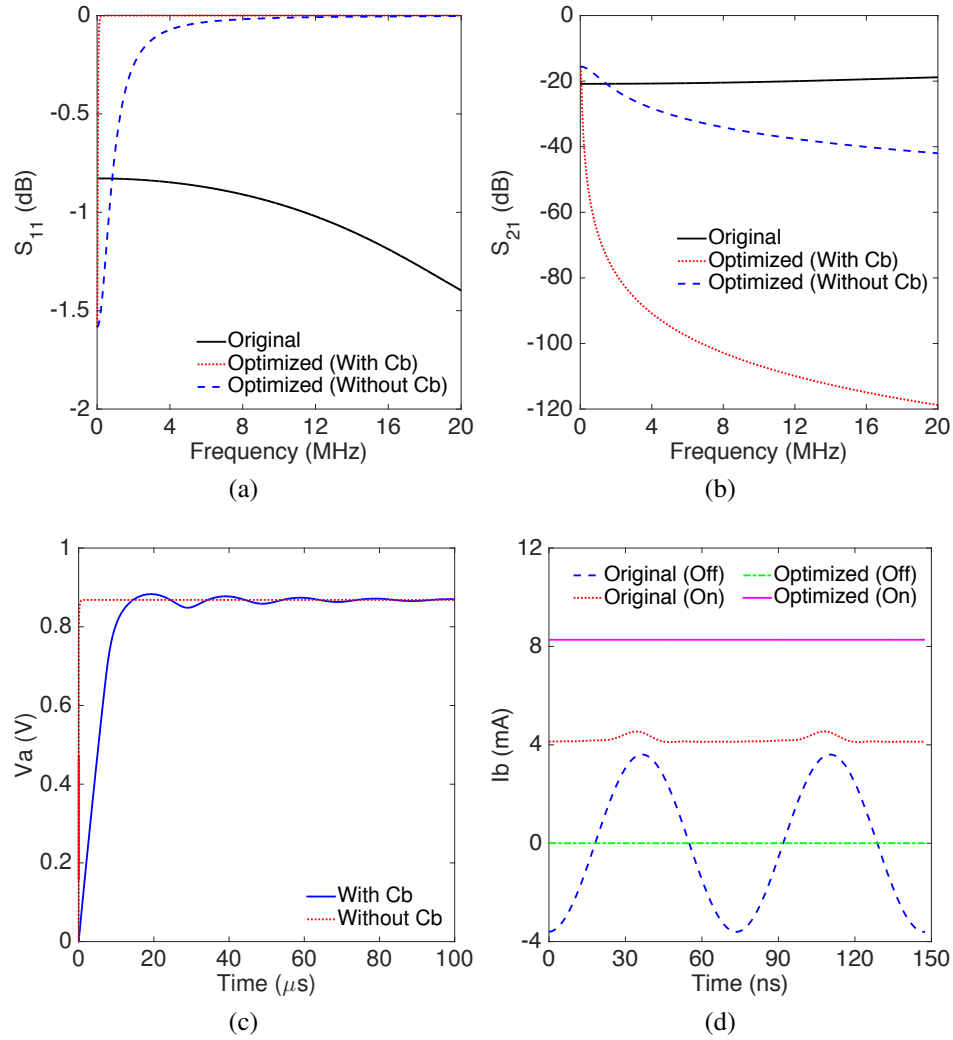 0
-0.5
-1
-1.5
-2
S11 (dB)
Original
Optimized (With Cb)
Optimized (Without Cb)
0 4 8 12 16 20
Frequency (MHz)
(a)
0
-20
-40
-60
-80
-100
-120
S21 (dB)
Original
Optimized (With Cb)
Optimized (Without Cb)
0 4 8 12 16 20
Frequency (MHz)
(b)
1
0.8
0.6
0.4
0.2
0
Va (V)
With Cb
Without Cb
0 20 40 60 80 100
Time (μs)
(c)
12
8
4
0
-4
Ib (mA)
Original (Off) Optimized (Off)
Original (On) Optimized (On)
0 30 60 90 120 150
Time (ns)
(d)